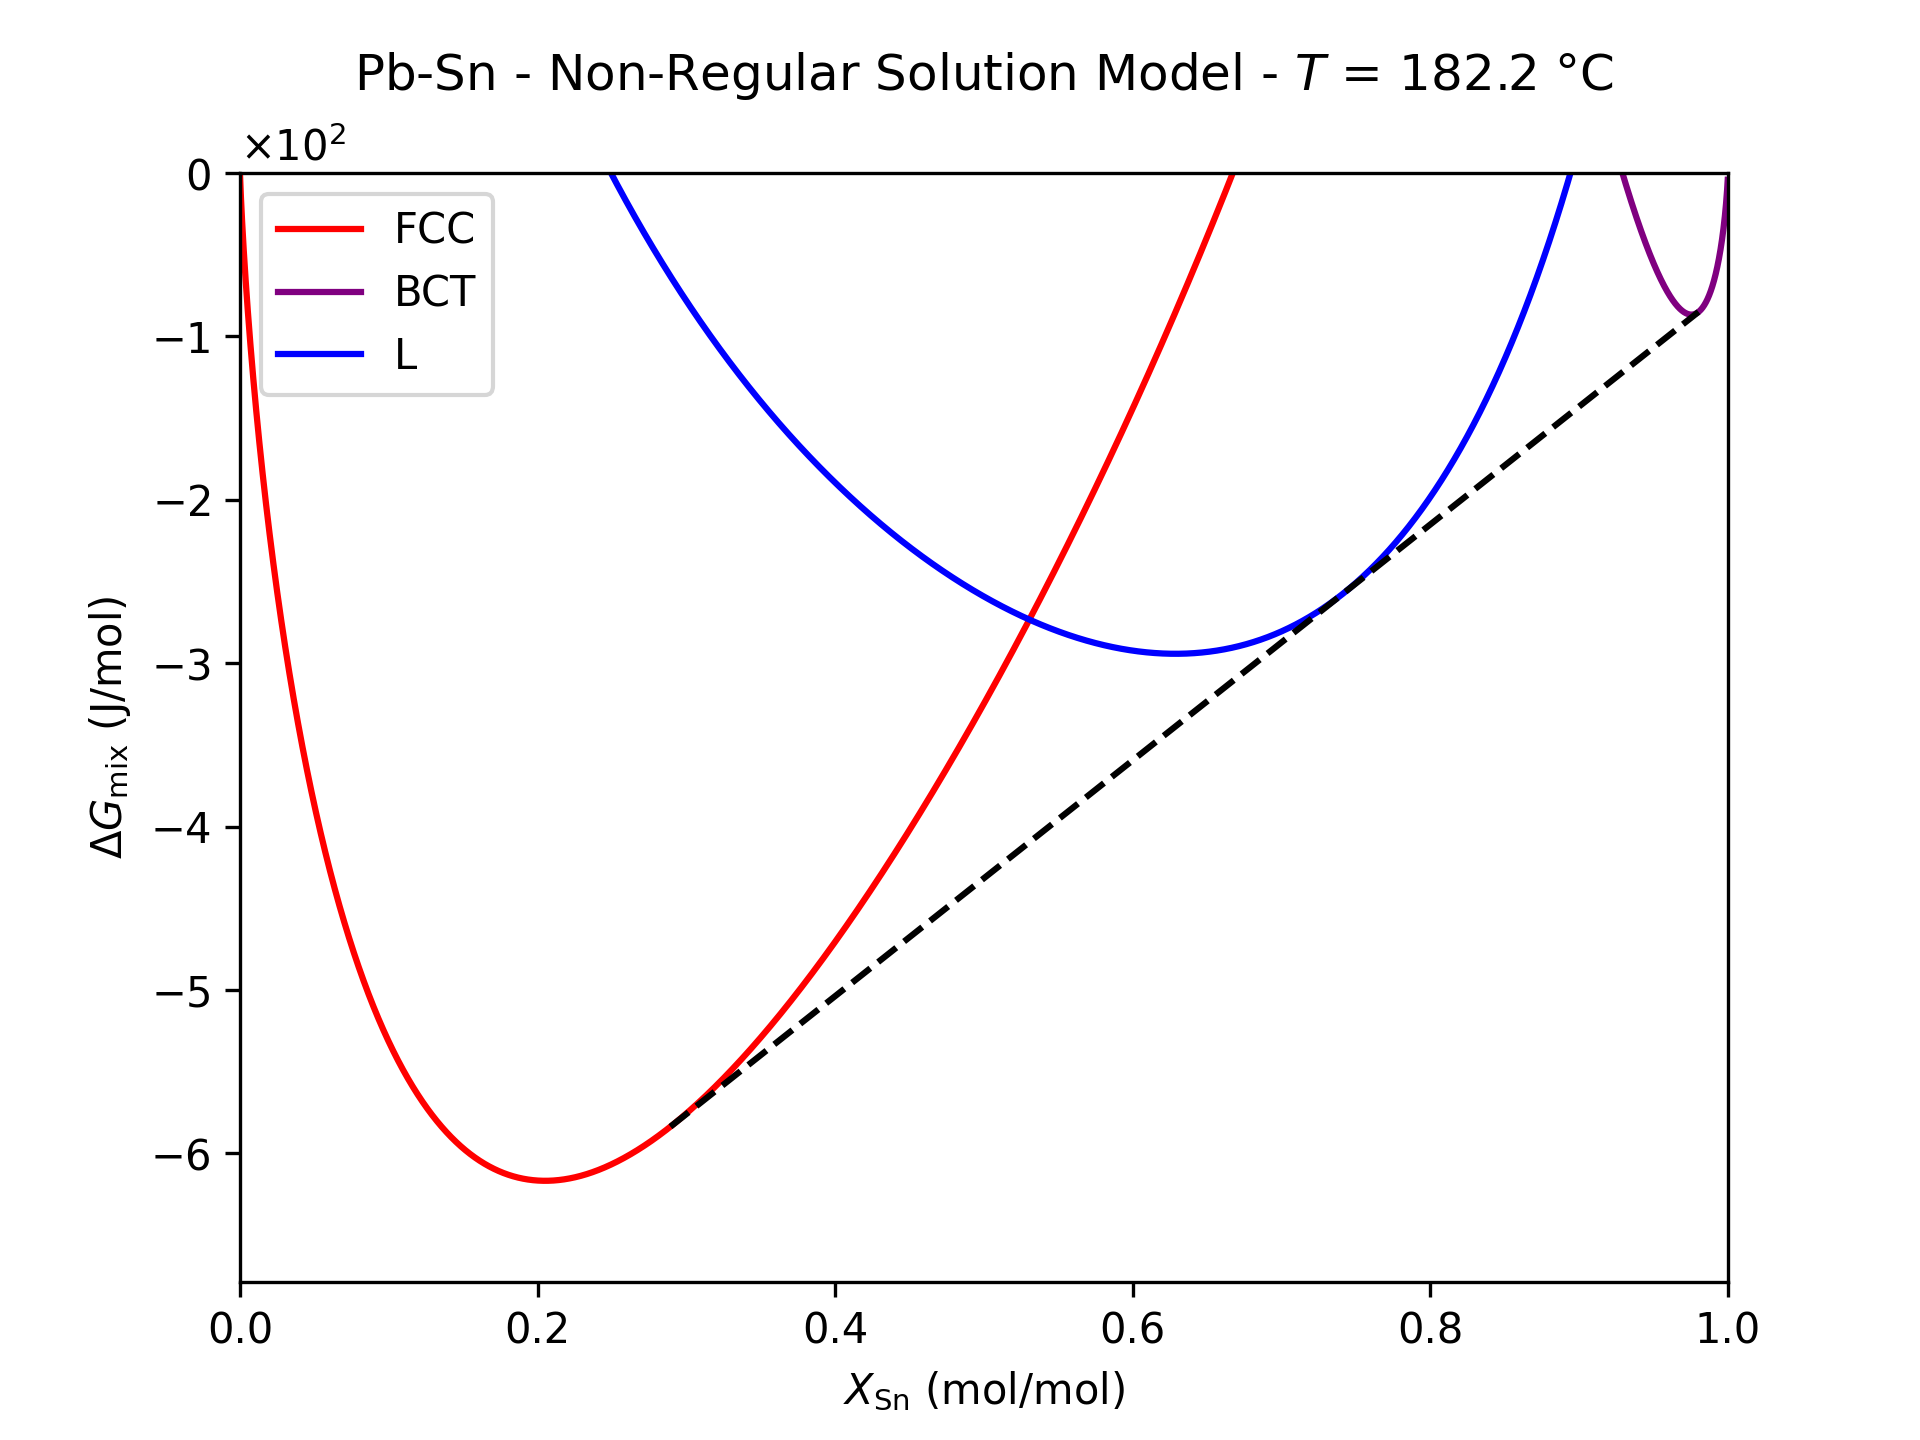 Pb-Sn - Non-Regular Solution Model - T = 182.2 °C
×10²
0
−1
−2
−3
−4
−5
−6
ΔG_mix (J/mol)
FCC
BCT
L
0.0 0.2 0.4 0.6 0.8 1.0
X_Sn (mol/mol)